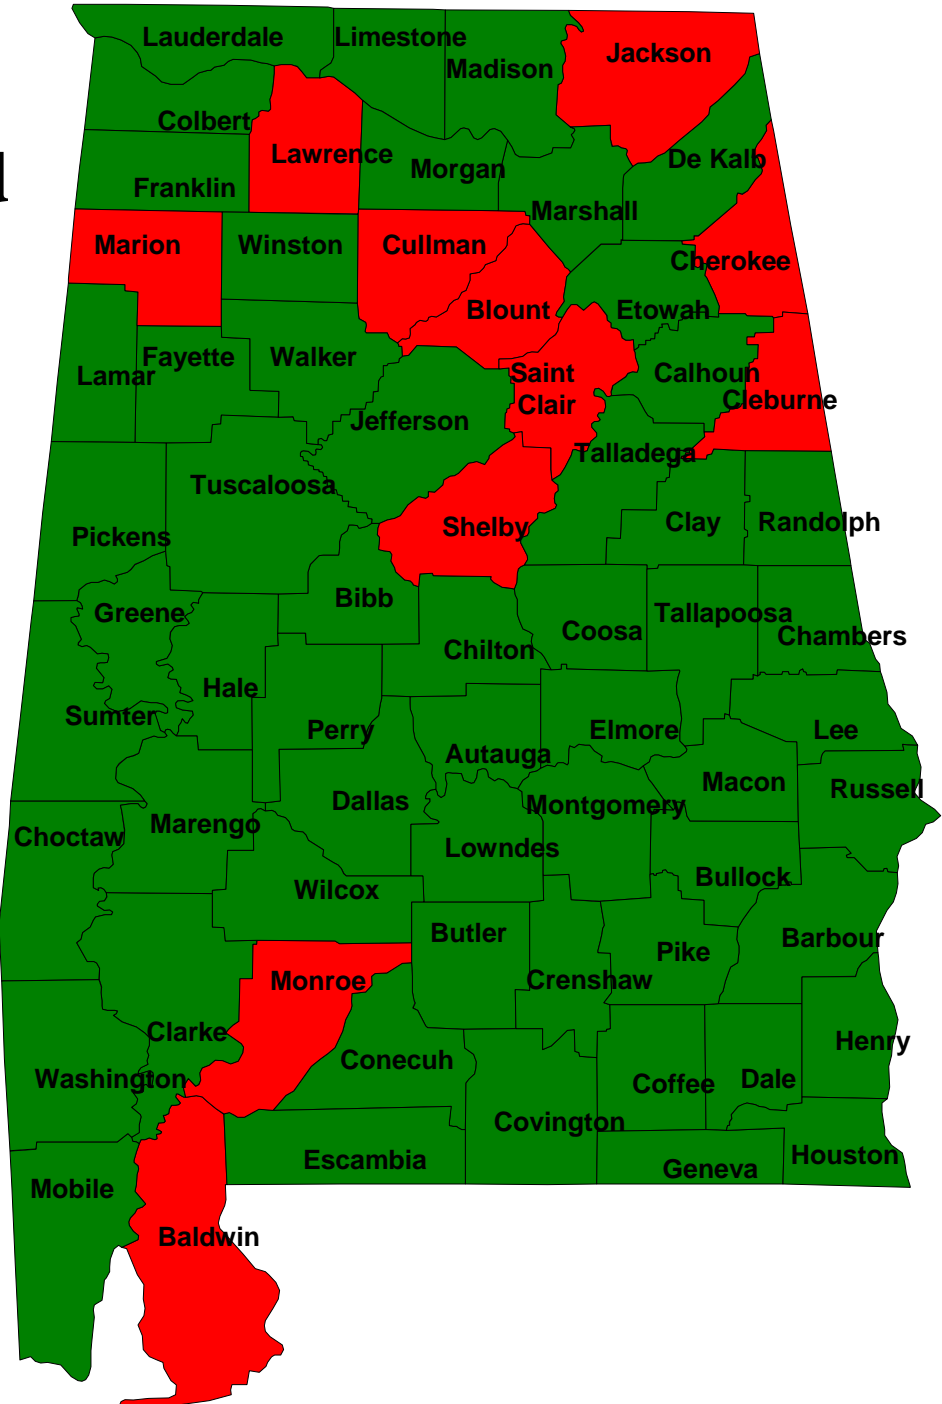 Lauderdale
Limestone
Madison
Jackson
Colbert
Lawrence
Morgan
De Kalb
Franklin
Marshall
Marion
Winston
Cullman
Cherokee
Blount
Etowah
Fayette
Walker
Lamar
Saint
Clair
Calhoun
Cleburne
Jefferson
Talladega
Tuscaloosa
Shelby
Clay
Randolph
Pickens
Bibb
Greene
Tallapoosa
Coosa
Chambers
Chilton
Hale
Sumter
Perry
Elmore
Lee
Autauga
Macon
Russell
Dallas
Montgomery
Choctaw
Marengo
Lowndes
Bullock
Wilcox
Butler
Barbour
Pike
Monroe
Crenshaw
Clarke
Henry
Conecuh
Washington
Coffee
Dale
Covington
Escambia
Geneva
Houston
Mobile
Baldwin